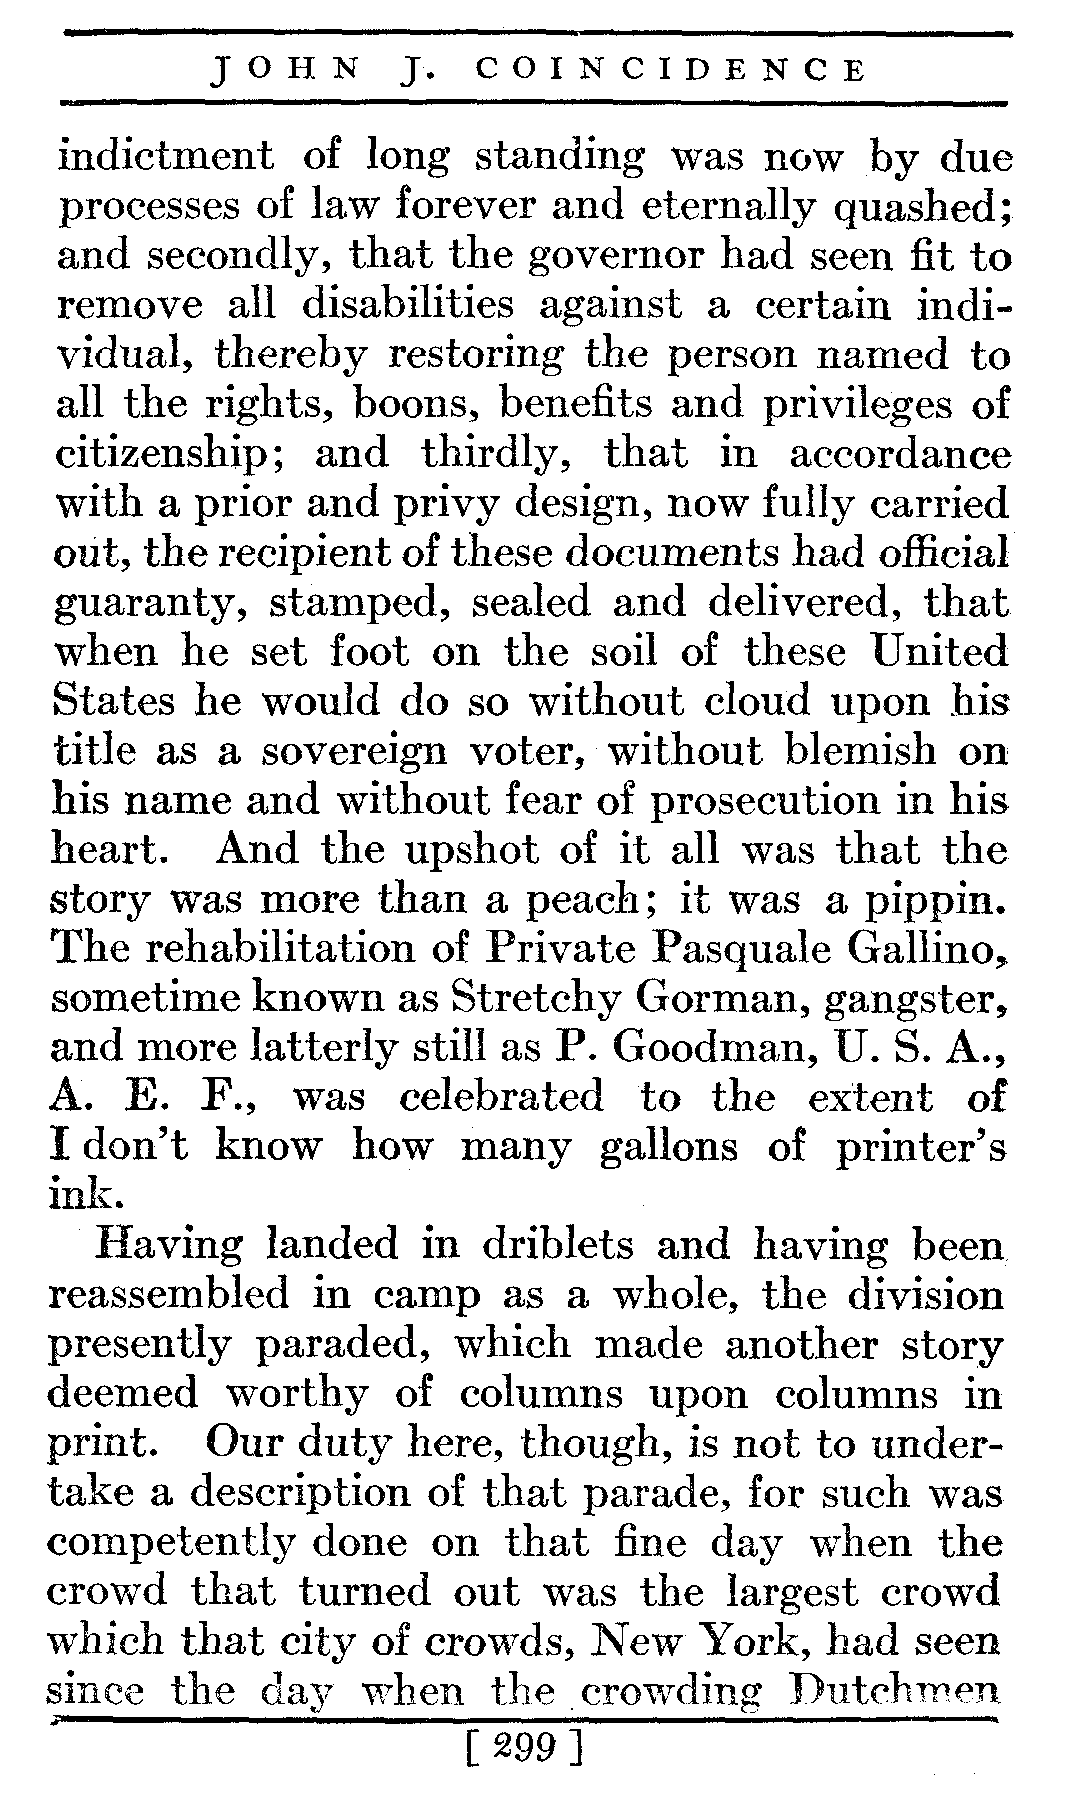 JOHN J. COINCIDENCE
indictment of long standing was now by due
processes of law forever and eternally quashed;
and secondly, that the governor had seen fit to
remove all disabilities against a certain indi-
vidual, thereby restoring the person named to
all the rights, boons, benefits and privileges of
citizenship; and thirdly, that in accordance
with a prior and privy design, now fully carried
out, the recipient of these documents had official
guaranty, stamped, sealed and delivered, that
when he set foot on the soil of these United
States he would do so without cloud upon his
title as a sovereign voter, without blemish on
his name and without fear of prosecution in his
heart. And the upshot of it all was that the
story was more than a peach; it was a pippin.
The rehabilitation of Private Pasquale Gallino,
sometime known as Stretchy Gorman, gangster,
and more latterly still as P. Goodman, U. S. A.,
A. E. F., was celebrated to the extent of
I don't know how many gallons of printer's
ink.
Having landed in driblets and having been
reassembled in camp as a whole, the division
presently paraded, which made another story
deemed worthy of columns upon columns in
print. Our duty here, though, is not to under-
take a description of that parade, for such was
competently done on that fine day when the
crowd that turned out was the largest crowd
which that city of crowds, New York, had seen
since the day when the crowding Dutchmen
[ 299 ]